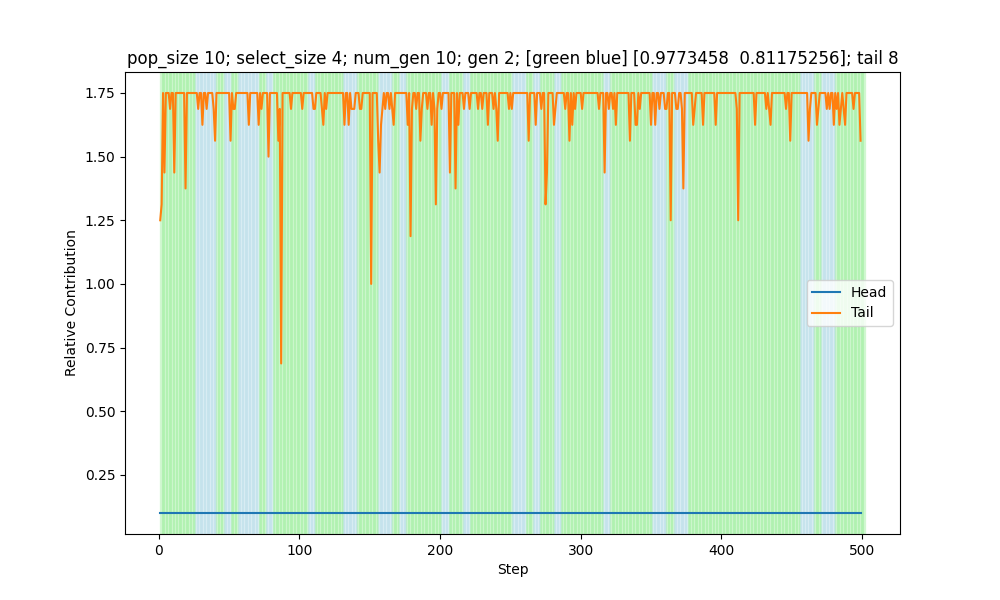 pop_size 10; select_size 4; num_gen 10; gen 2; [green blue] [0.9773458  0.81175256]; tail 8
1.75
1.50
1.25
1.00
0.75
0.50
0.25
Relative Contribution
Head
Tail
0 100 200 300 400 500
Step